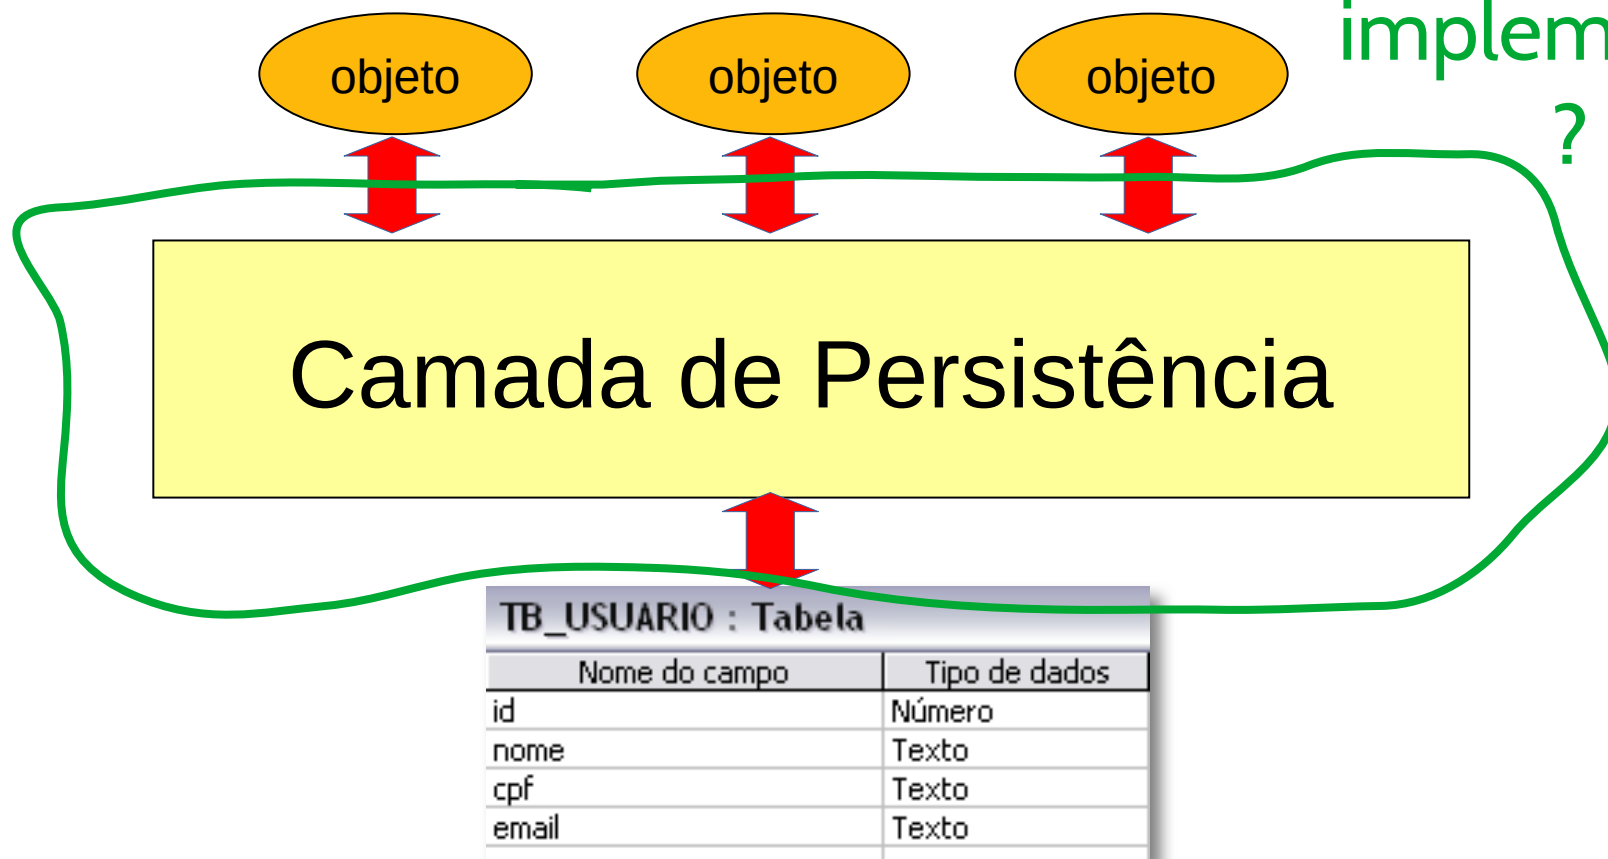 implem
?
objeto objeto objeto
Camada de Persistência
TB_USUARIO : Tabela
Nome do campo Tipo de dados
id Número
nome Texto
cpf Texto
email Texto